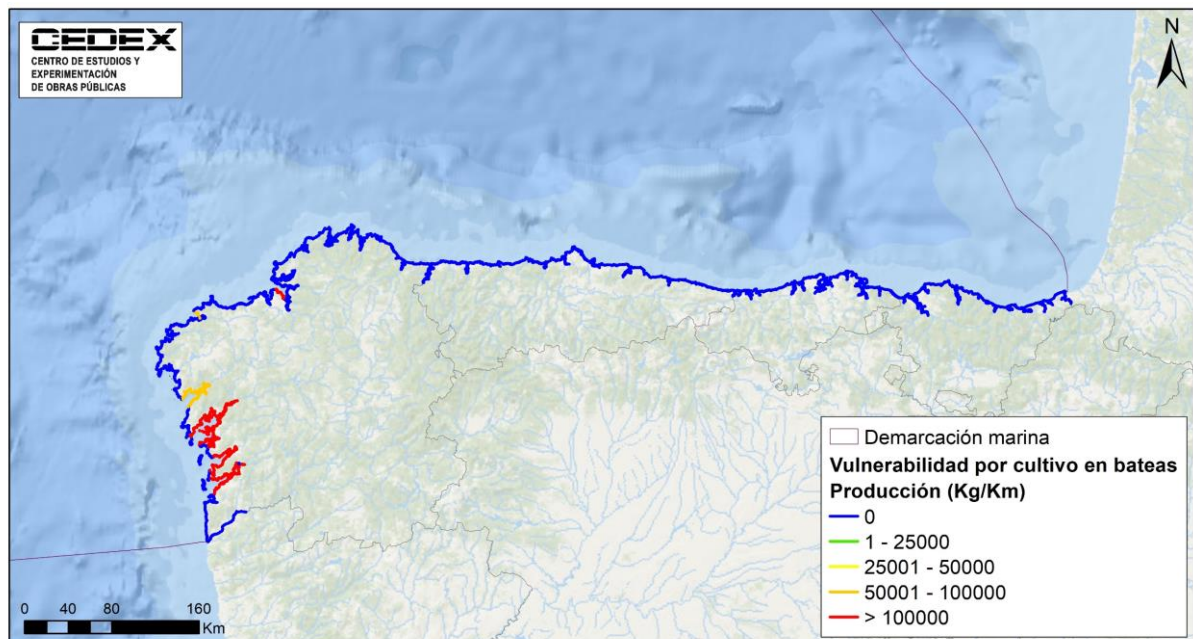 CEDEX
CENTRO DE ESTUDIOS Y
EXPERIMENTACIÓN
DE OBRAS PÚBLICAS
N
Demarcación marina
Vulnerabilidad por cultivo en bateas
Producción (Kg/Km)
0
1 - 25000
25001 - 50000
50001 - 100000
> 100000
0 40 80 160
Km